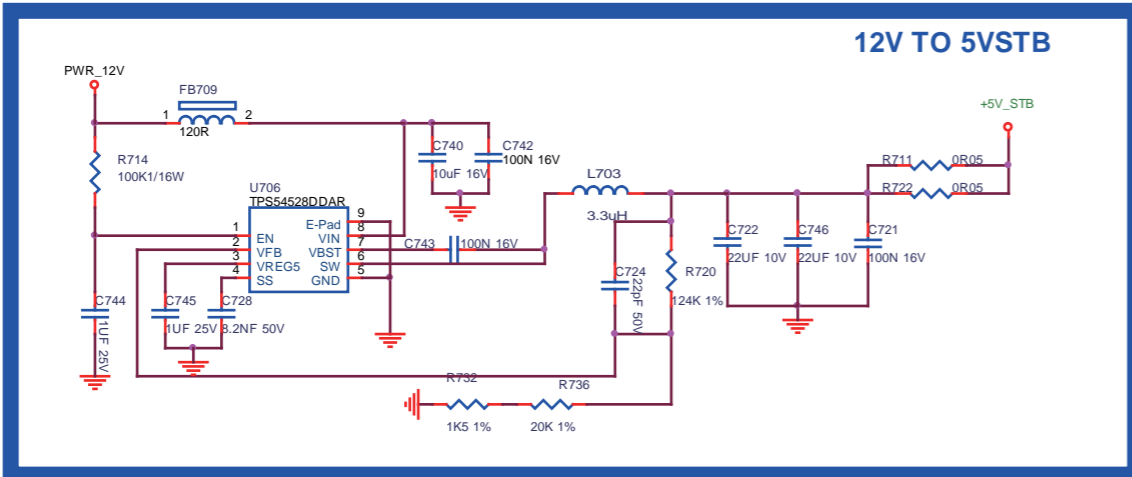 12V TO 5VSTB
PWR_12V
FB709
1
2
120R
+5V_STB
R714
100K1/16W
C740
10uF 16V
C742
100N 16V
R711
0R05
R722
0R05
U706
TPS54528DDAR
L703
3.3uH
1
2
3
4
EN
VFB
VREG5
SS
E-Pad
VIN
VBST
SW
GND
9
8
7
6
5
C743
100N 16V
C722
22UF 10V
C746
22UF 10V
C721
100N 16V
C724
22pF 50V
R720
124K 1%
C744
1UF 25V
C745
1UF 25V
C728
8.2NF 50V
R732
1K5 1%
R736
20K 1%